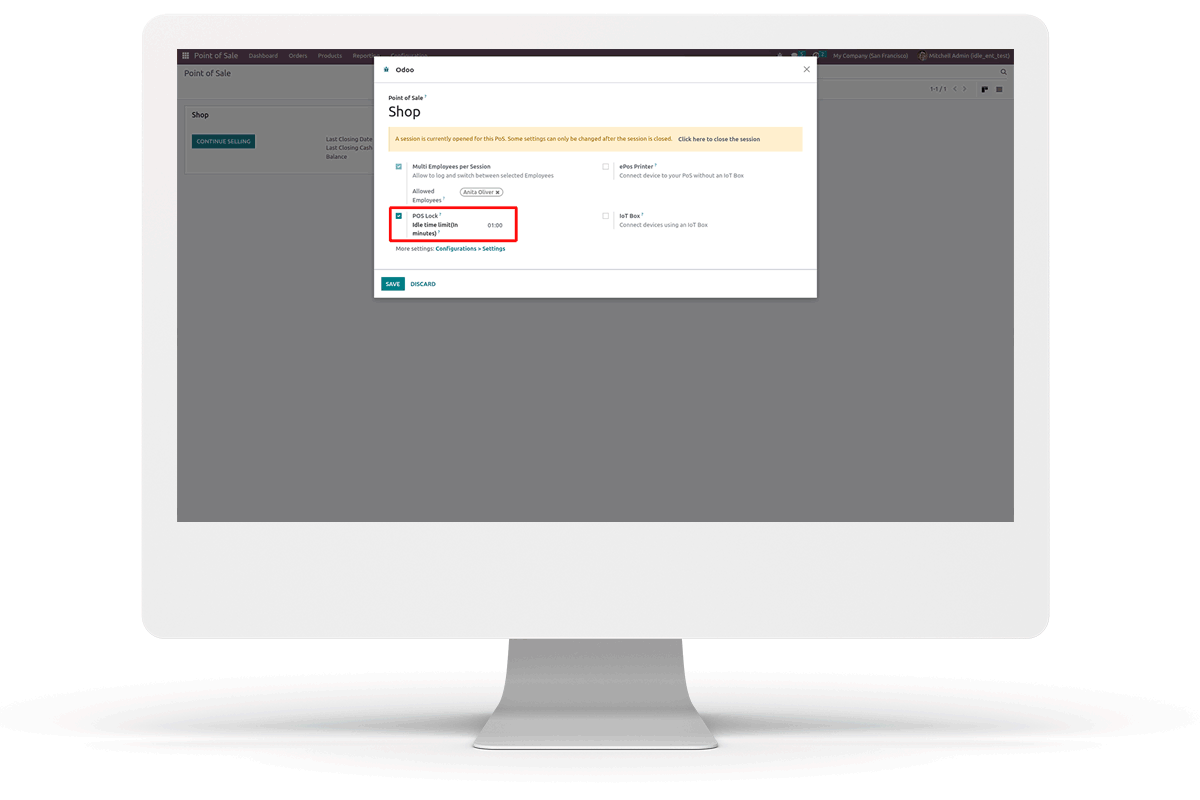 Point of Sale Dashboard Orders Products Reporting Configuration My Company (San Francisco) Mitchell Admin (idle_ent_test)
Point of Sale
1-1 / 1
Shop
CONTINUE SELLING
Last Closing Date
Last Closing Cash
Balance
Odoo
Point of Sale ?
Shop
A session is currently opened for this PoS. Some settings can only be changed after the session is closed. Click here to close the session
Multi Employees per Session
Allow to log and switch between selected Employees
Allowed
Employees ?
Anita Oliver ×
ePos Printer ?
Connect device to your PoS without an IoT Box
POS Lock ?
Idle time limit(In
minutes) ?
01:00
IoT Box ?
Connect devices using an IoT Box
More settings: Configurations > Settings
SAVE DISCARD